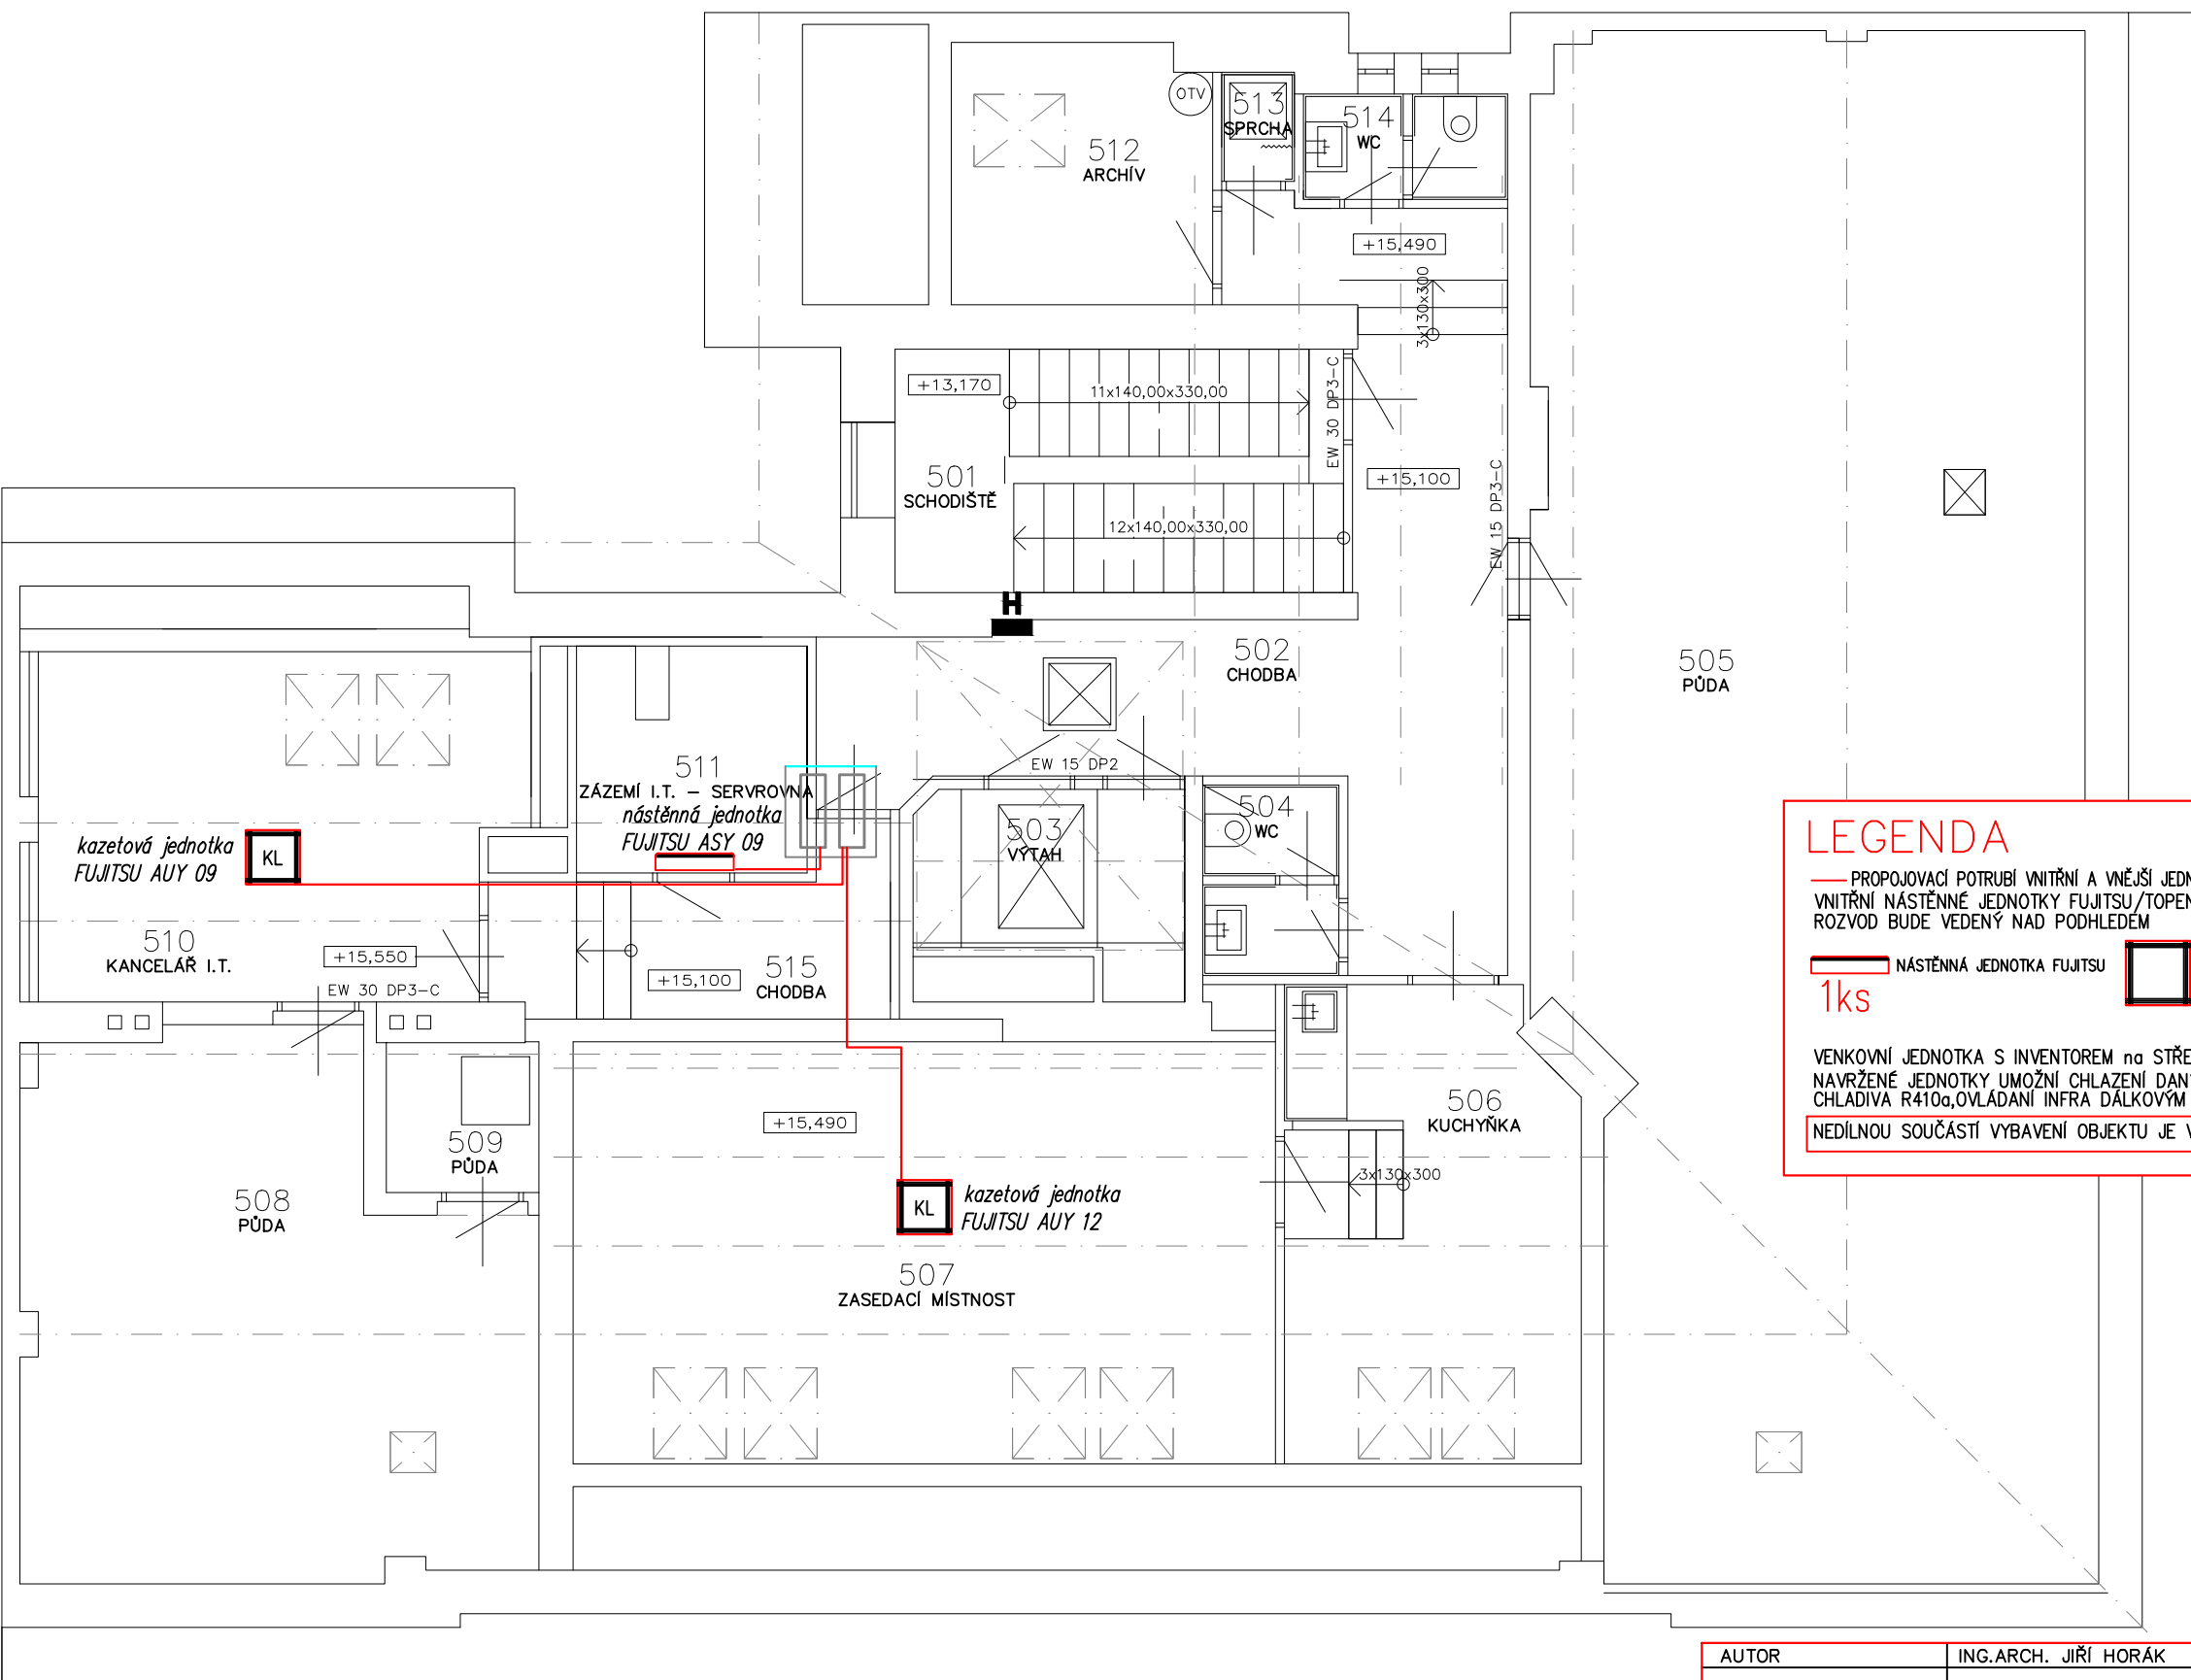 OTV
513
SPRCHA
514
WC
512
ARCHÍV
+15,490
3x130x300
+13,170
11x140,00x330,00
EW 30 DP3-C
501
SCHODIŠTĚ
+15,100
EW 15 DP3-C
12x140,00x330,00
H
502
CHODBA
505
PŮDA
511
ZÁZEMÍ I.T. – SERVROVNA
nástěnná jednotka
FUJITSU ASY 09
EW 15 DP2
503
VÝTAH
504
WC
kazetová jednotka
FUJITSU AUY 09
KL
510
KANCELÁŘ I.T.
+15,550
EW 30 DP3-C
+15,100
515
CHODBA
LEGENDA
PROPOJOVACÍ POTRUBÍ VNITŘNÍ A VNĚJŠÍ JEDN
VNITŘNÍ NÁSTĚNNÉ JEDNOTKY FUJITSU/TOPEN
ROZVOD BUDE VEDENÝ NAD PODHLEDEM
NÁSTĚNNÁ JEDNOTKA FUJITSU
1ks
VENKOVNÍ JEDNOTKA S INVENTOREM na STŘE
NAVRŽENÉ JEDNOTKY UMOŽNÍ CHLAZENÍ DAN
CHLADIVA R410a,OVLÁDANÍ INFRA DÁLKOVÝM
NEDÍLNOU SOUČÁSTÍ VYBAVENÍ OBJEKTU JE V
+15,490
506
KUCHYŇKA
3x130x300
509
PŮDA
508
PŮDA
KL
kazetová jednotka
FUJITSU AUY 12
507
ZASEDACÍ MÍSTNOST
AUTOR
ING.ARCH. JIŘÍ HORÁK